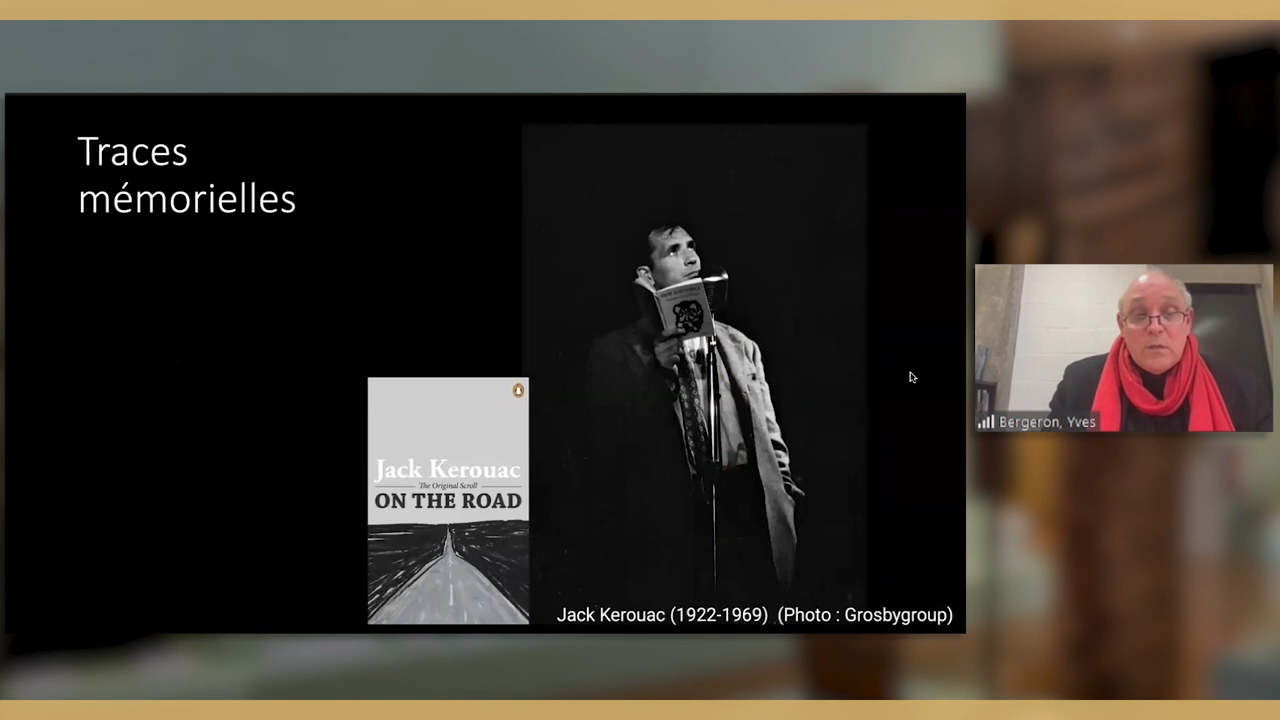 Traces
mémorielles
Jack Kerouac
The Original Scroll
ON THE ROAD
Jack Kerouac (1922-1969) (Photo : Grosbygroup)
Bergeron, Yves